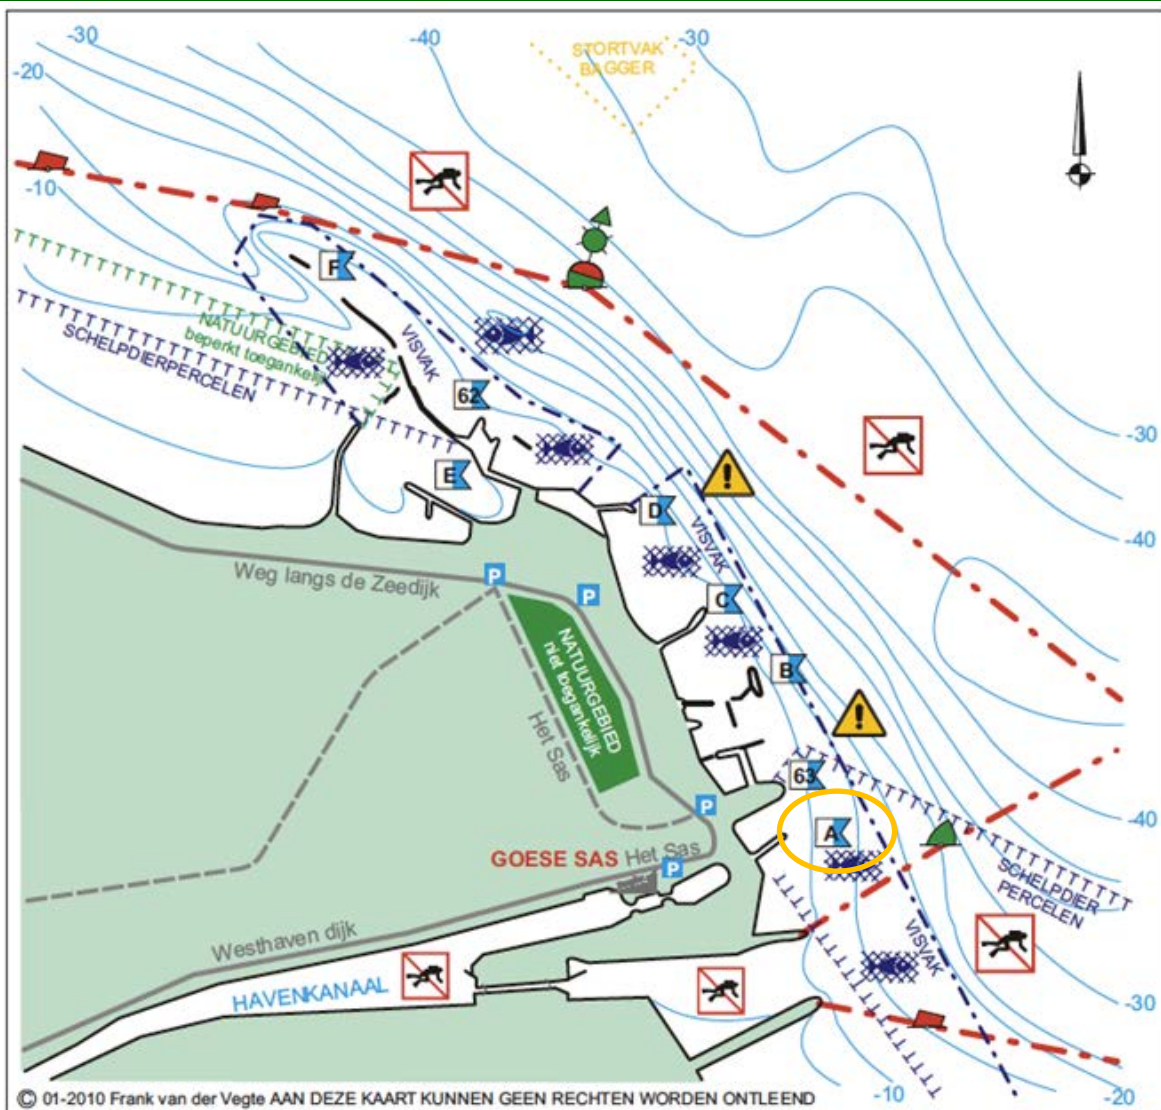 -30
-40
-30
STORTVAK
BAGGER
-20
-10
F
NATUURGEBIED
beperkt toegankelijk
SCHELPDIERPERCELEN
VISVAK
62
E
D
VISVAK
-30
-40
Weg langs de Zeedijk
P
P
C
NATUURGEBIED
niet toegankelijk
B
Het Sas
63
P
A
-40
GOESE SAS
Het Sas
P
SCHELPDIER
PERCELEN
Westhaven dijk
VISVAK
HAVENKANAAL
-30
-10
-20
© 01-2010 Frank van der Vegte AAN DEZE KAART KUNNEN GEEN RECHTEN WORDEN ONTLEEND